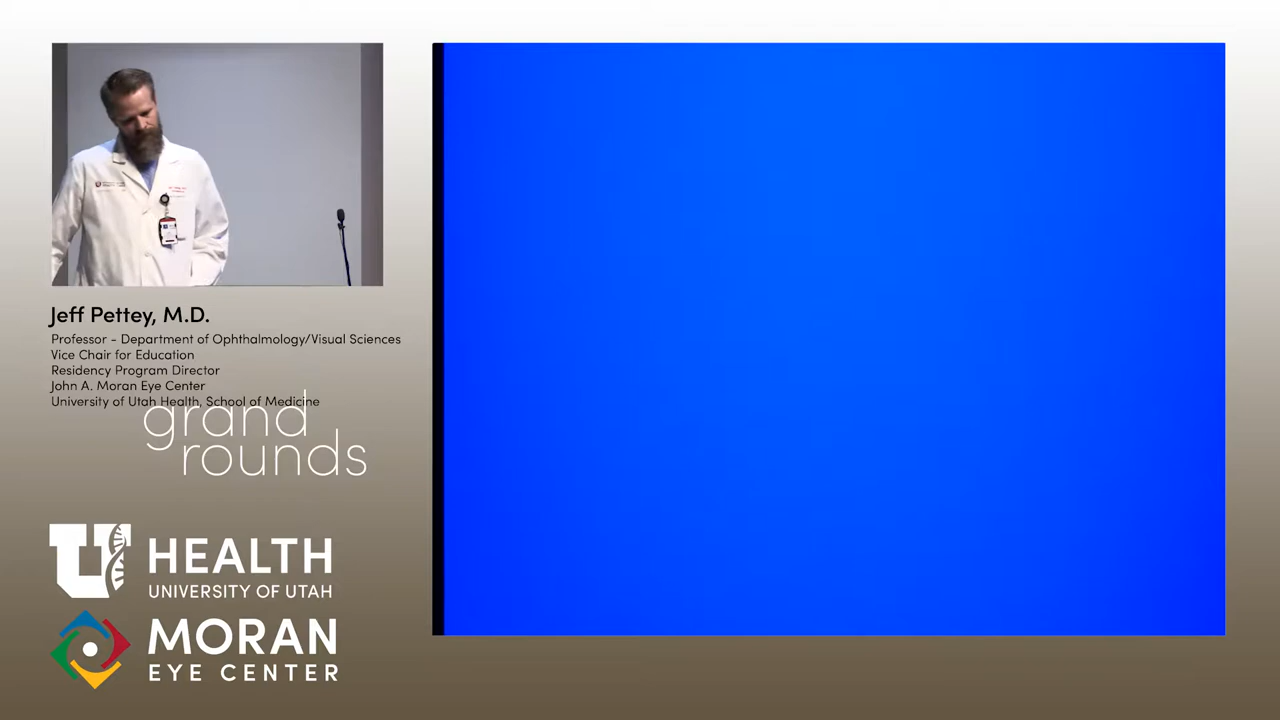 Jeff Pettey, M.D.
Professor - Department of Ophthalmology/Visual Sciences
Vice Chair for Education
Residency Program Director
John A. Moran Eye Center
University of Utah Health, School of Medicine
grand
rounds
U HEALTH
UNIVERSITY OF UTAH
MORAN
EYE CENTER